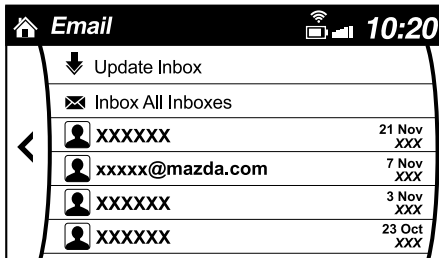 Email 10:20
Update Inbox
Inbox All Inboxes
XXXXXX 21 Nov
XXX
xxxxx@mazda.com 7 Nov
XXX
XXXXXX 3 Nov
XXX
XXXXXX 23 Oct
XXX